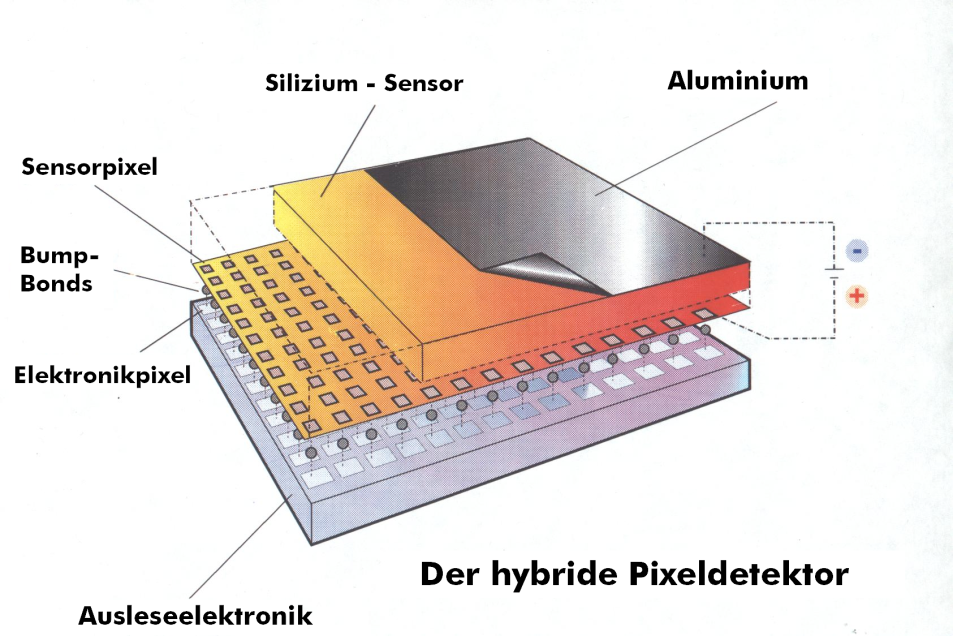 Silizium - Sensor
Aluminium
Sensorpixel
Bump-
Bonds
-
+
Elektronikpixel
Der hybride Pixeldetektor
Ausleseelektronik